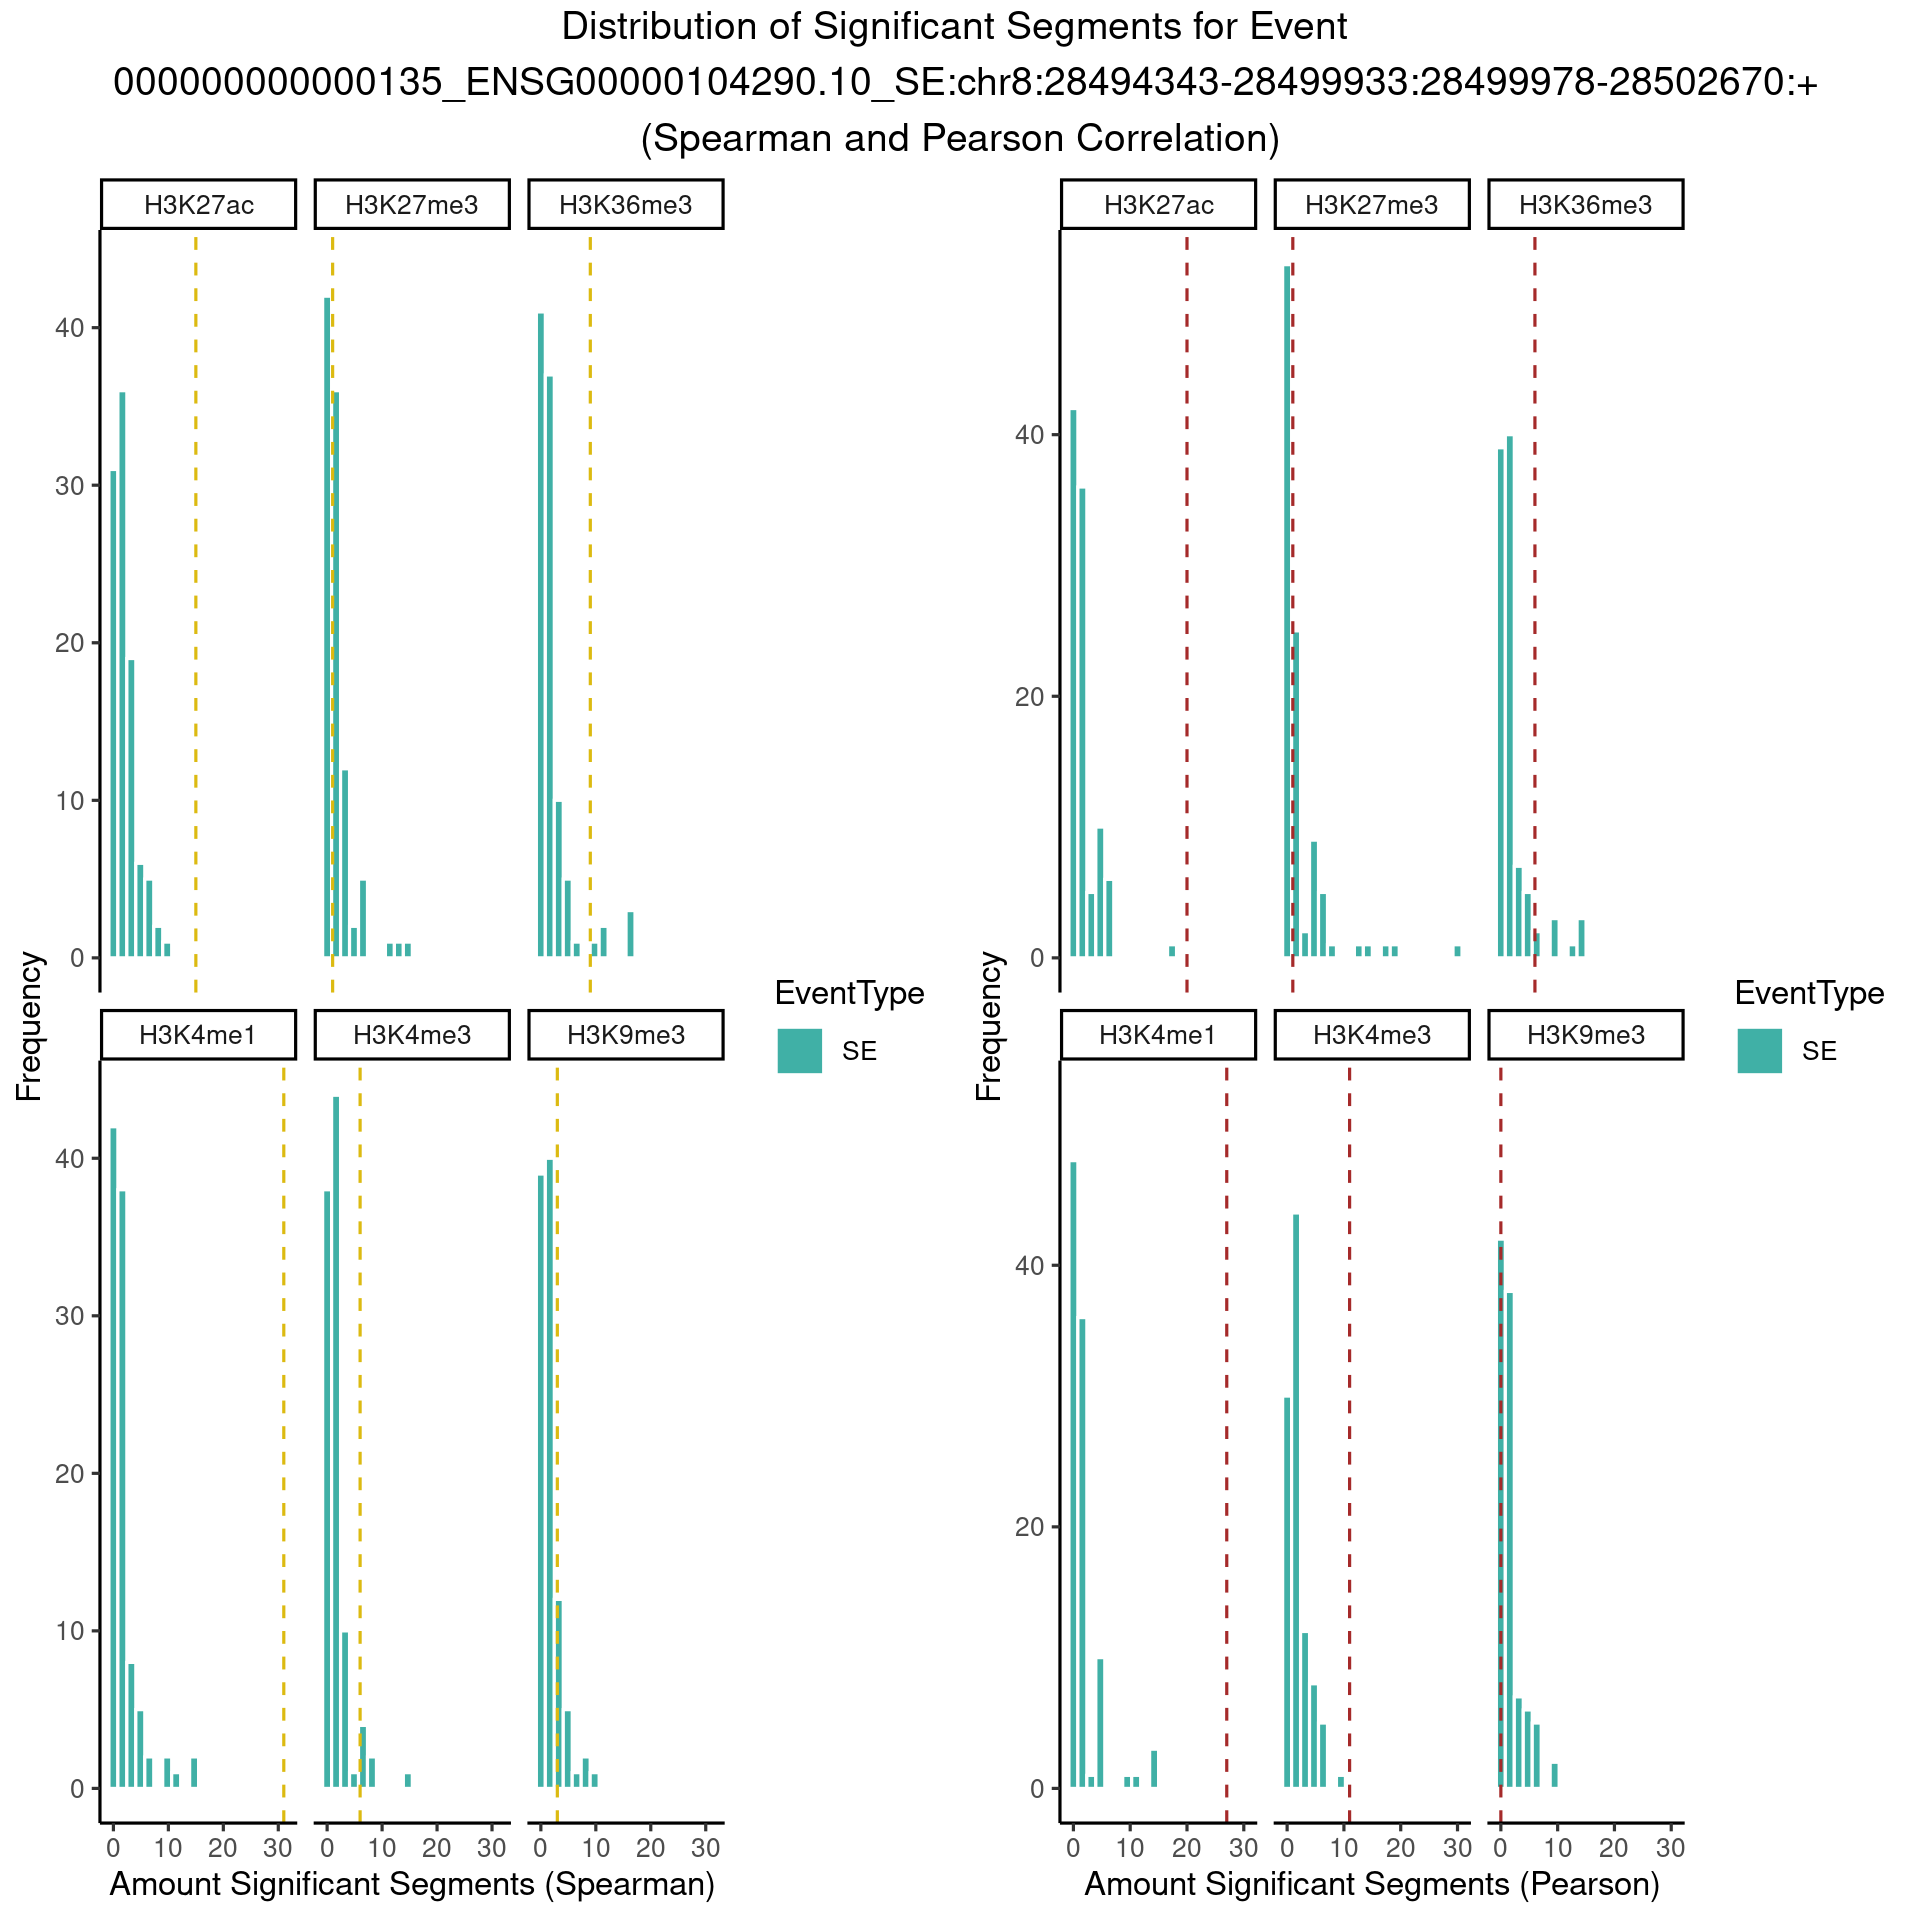 Distribution of Significant Segments for Event
000000000000135_ENSG00000104290.10_SE:chr8:28494343-28499933:28499978-28502670:+
(Spearman and Pearson Correlation)
H3K27ac H3K27me3 H3K36me3
40
30
20
10
0
H3K4me1 H3K4me3 H3K9me3
40
30
20
10
0
0 10 20 30 0 10 20 30 0 10 20 30
Frequency
Amount Significant Segments (Spearman)
EventType
SE
H3K27ac H3K27me3 H3K36me3
40
20
0
H3K4me1 H3K4me3 H3K9me3
40
20
0
0 10 20 30 0 10 20 30 0 10 20 30
Frequency
Amount Significant Segments (Pearson)
EventType
SE